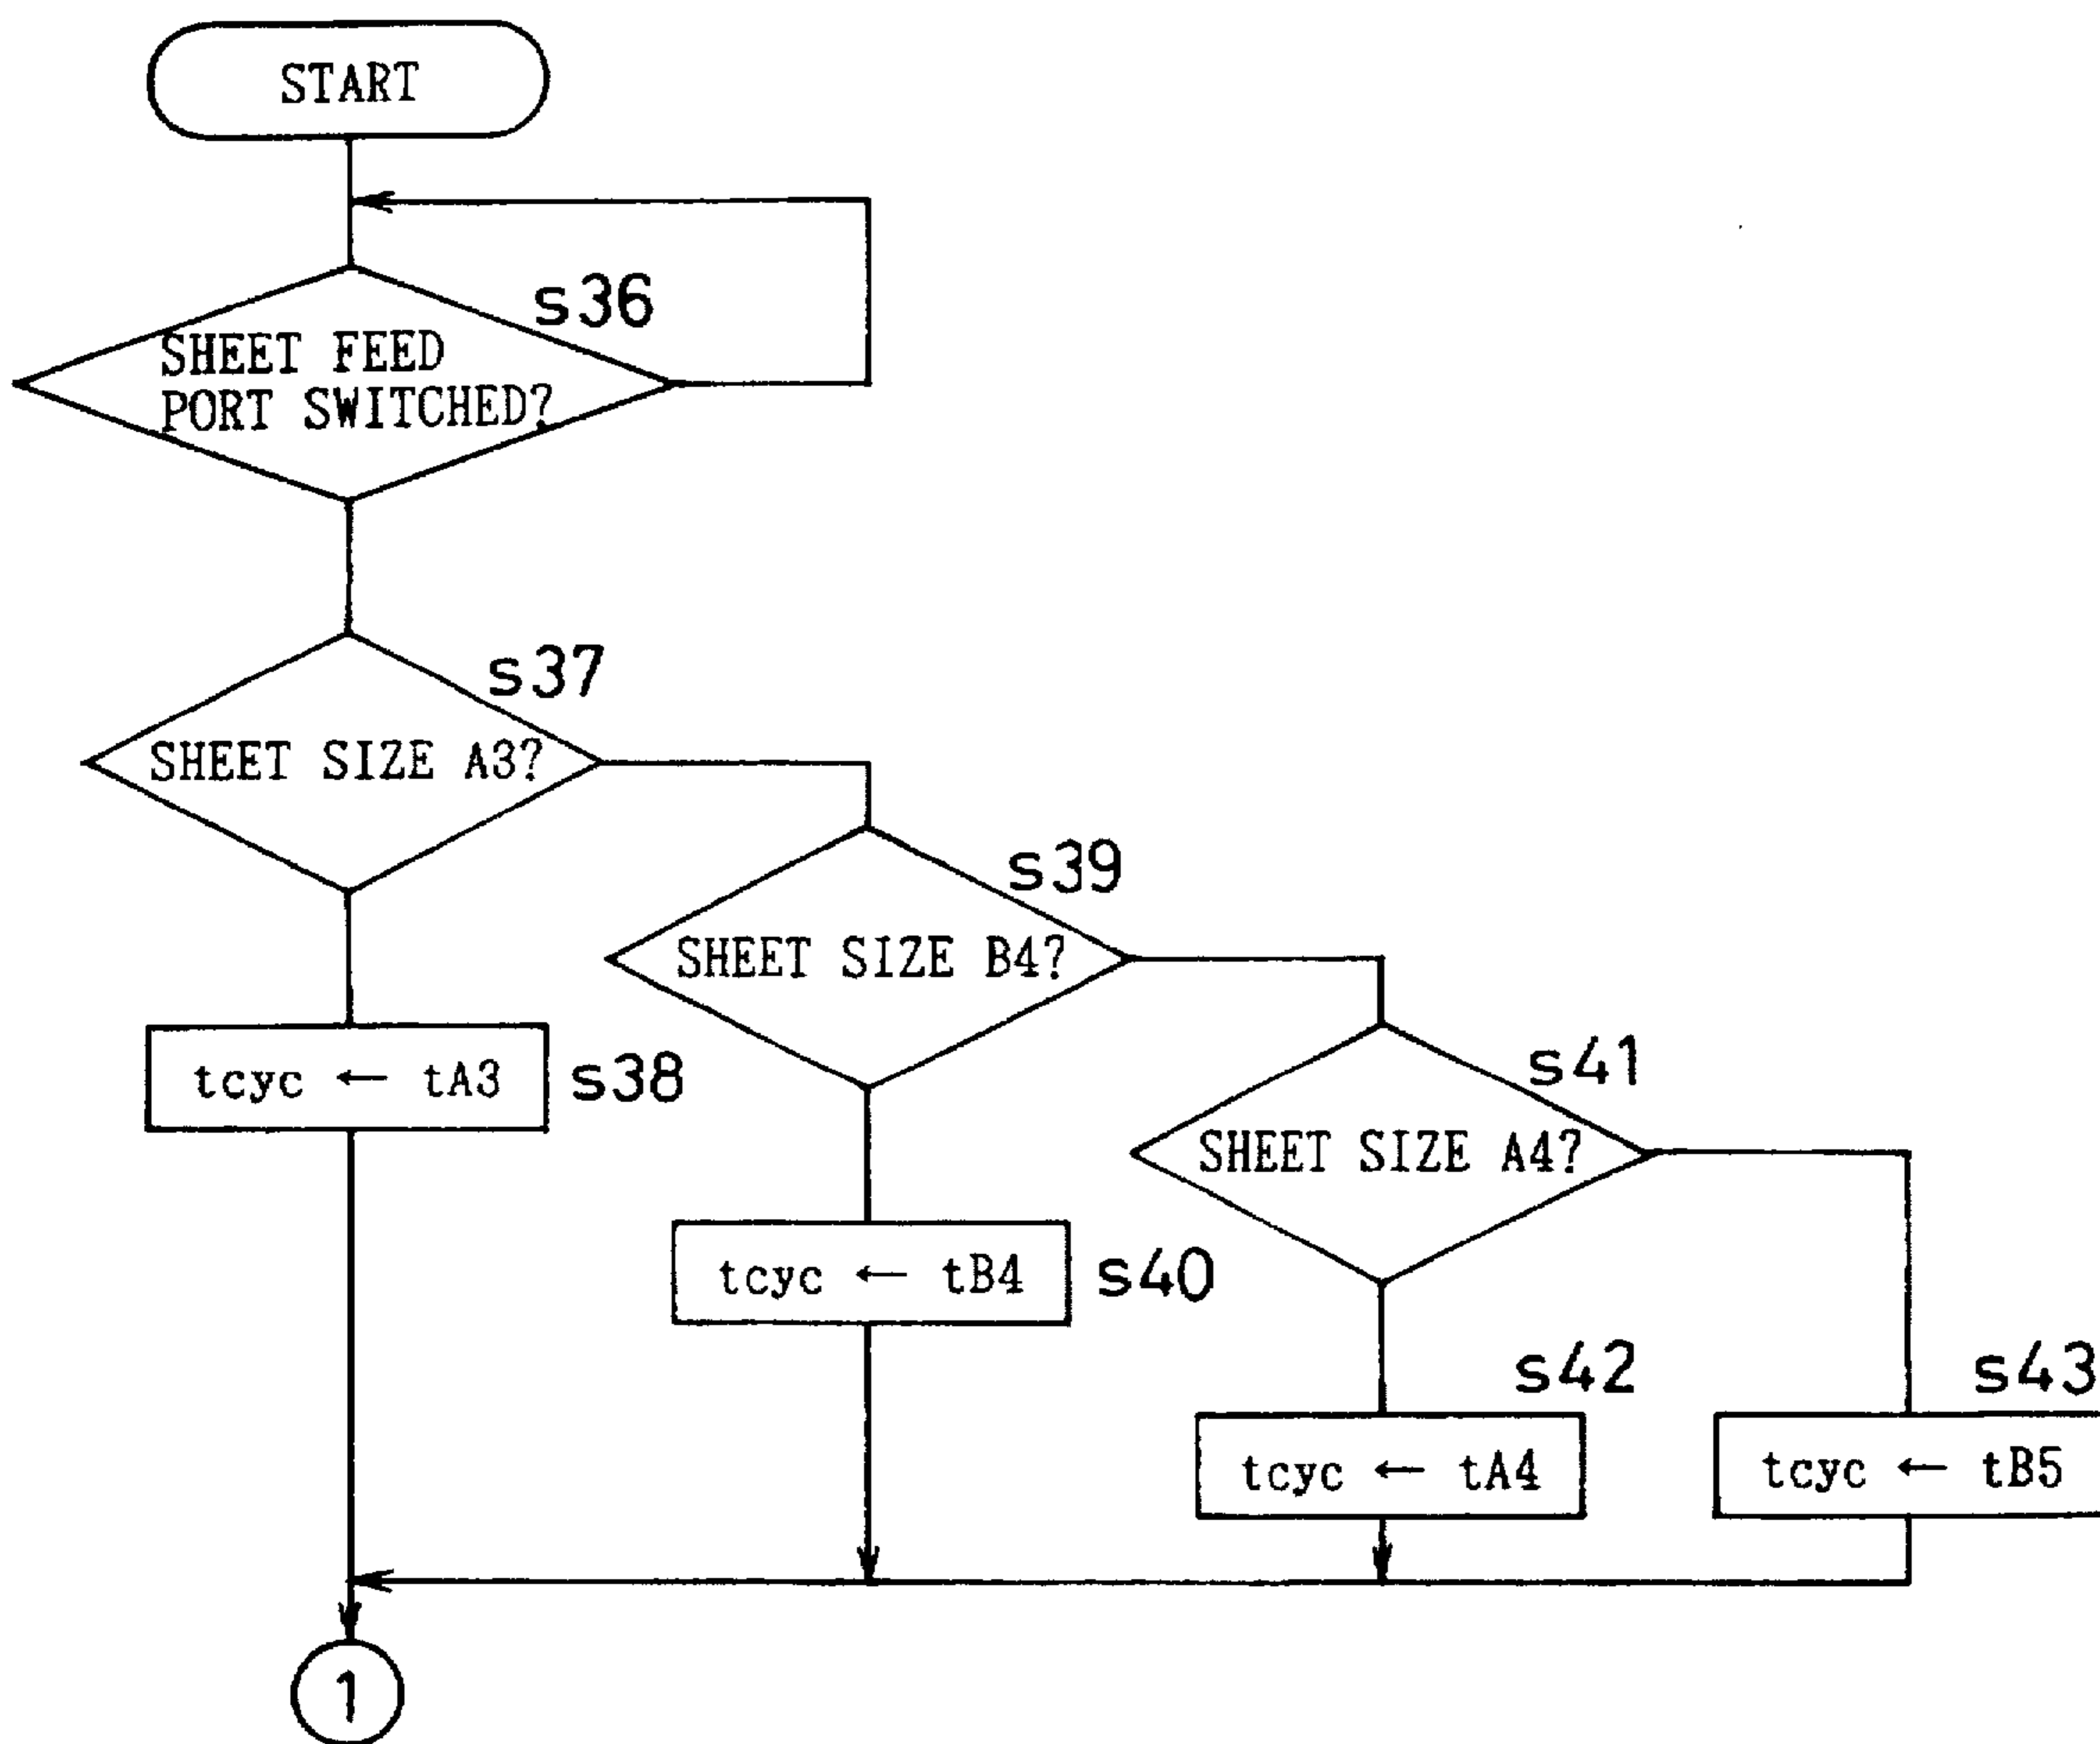 START
s36
SHEET FEED
PORT SWITCHED?
s37
SHEET SIZE A3?
s39
SHEET SIZE B4?
s41
SHEET SIZE A4?
tcyc ← tA3
s38
tcyc ← tB4
s40
s42
tcyc ← tA4
s43
tcyc ← tB5
1